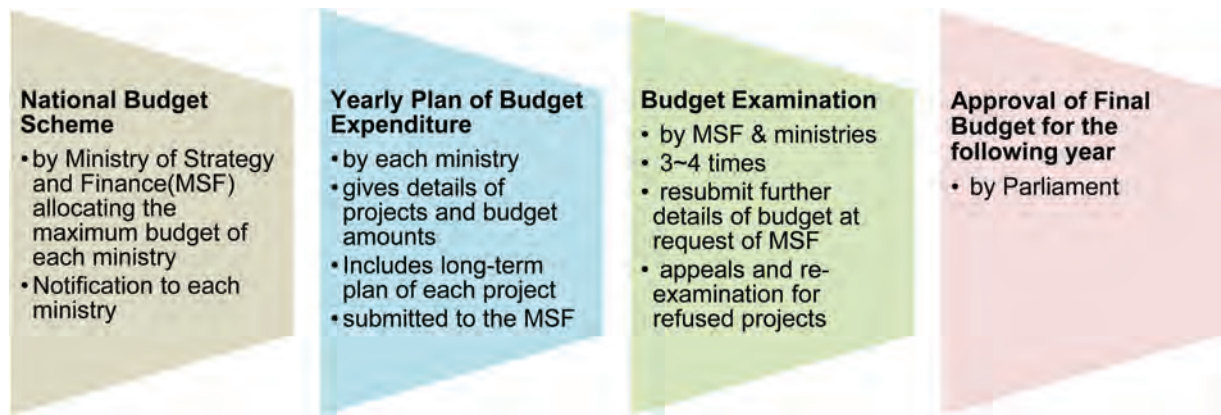 National Budget
Scheme
• by Ministry of Strategy
and Finance(MSF)
allocating the
maximum budget of
each ministry
• Notification to each
ministry
Yearly Plan of Budget
Expenditure
• by each ministry
• gives details of
projects and budget
amounts
• Includes long-term
plan of each project
• submitted to the MSF
Budget Examination
• by MSF & ministries
• 3~4 times
• resubmit further
details of budget at
request of MSF
• appeals and re-
examination for
refused projects
Approval of Final
Budget for the
following year
• by Parliament